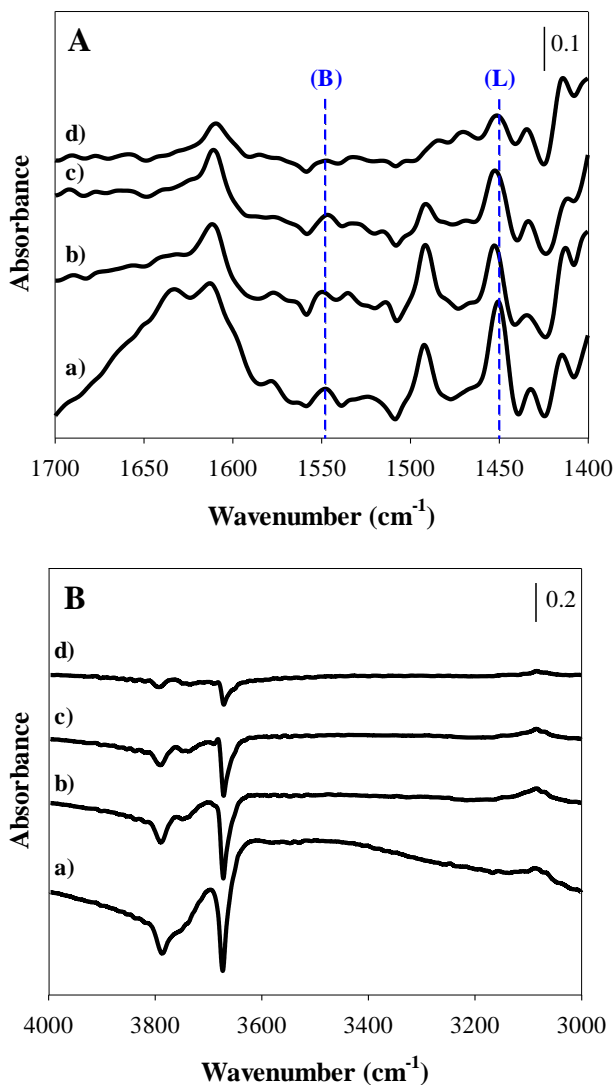 A
0.1
(B) (L)
d)
c)
b)
a)
Absorbance
1700 1650 1600 1550 1500 1450 1400
Wavenumber (cm⁻¹)
B
0.2
d)
c)
b)
a)
Absorbance
4000 3800 3600 3400 3200 3000
Wavenumber (cm⁻¹)